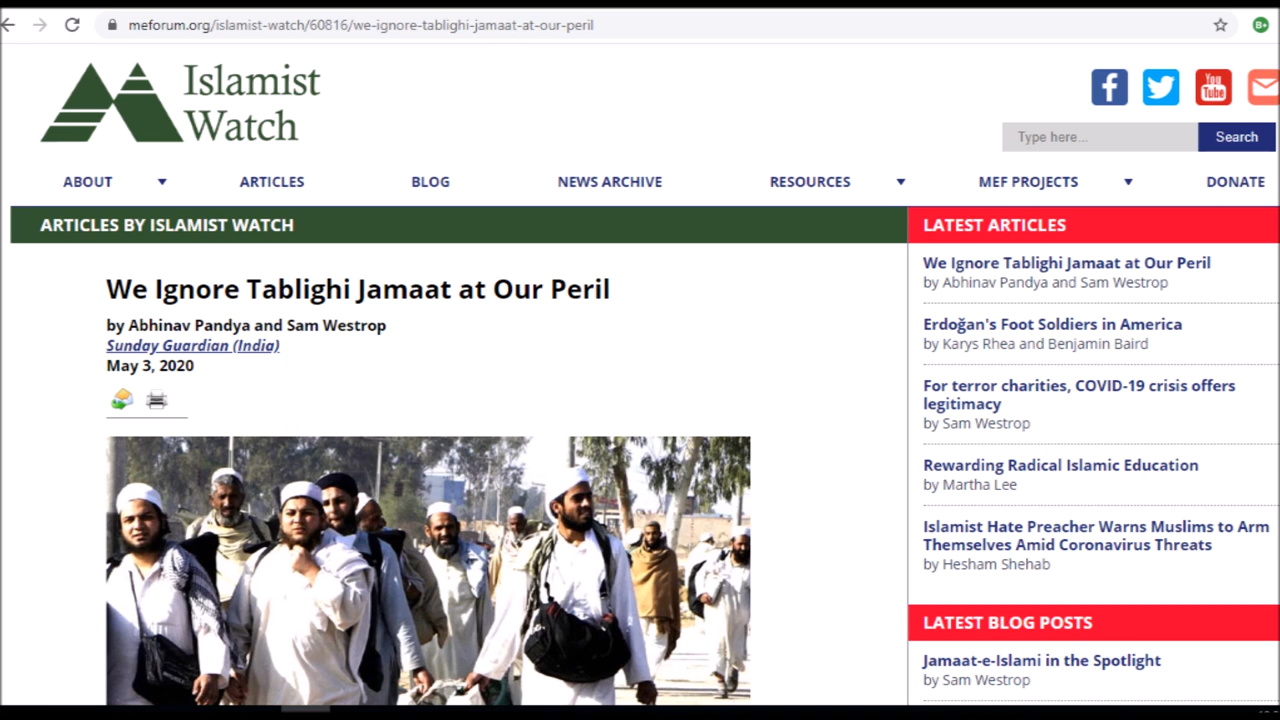 meforum.org/islamist-watch/60816/we-ignore-tablighi-jamaat-at-our-peril
B+
Islamist
Watch
You
Tube
Type here...
Search
ABOUT
ARTICLES
BLOG
NEWS ARCHIVE
RESOURCES
MEF PROJECTS
DONATE
ARTICLES BY ISLAMIST WATCH
We Ignore Tablighi Jamaat at Our Peril
by Abhinav Pandya and Sam Westrop
Sunday Guardian (India)
May 3, 2020
LATEST ARTICLES
We Ignore Tablighi Jamaat at Our Peril
by Abhinav Pandya and Sam Westrop
Erdoğan's Foot Soldiers in America
by Karys Rhea and Benjamin Baird
For terror charities, COVID-19 crisis offers
legitimacy
by Sam Westrop
Rewarding Radical Islamic Education
by Martha Lee
Islamist Hate Preacher Warns Muslims to Arm
Themselves Amid Coronavirus Threats
by Hesham Shehab
LATEST BLOG POSTS
Jamaat-e-Islami in the Spotlight
by Sam Westrop